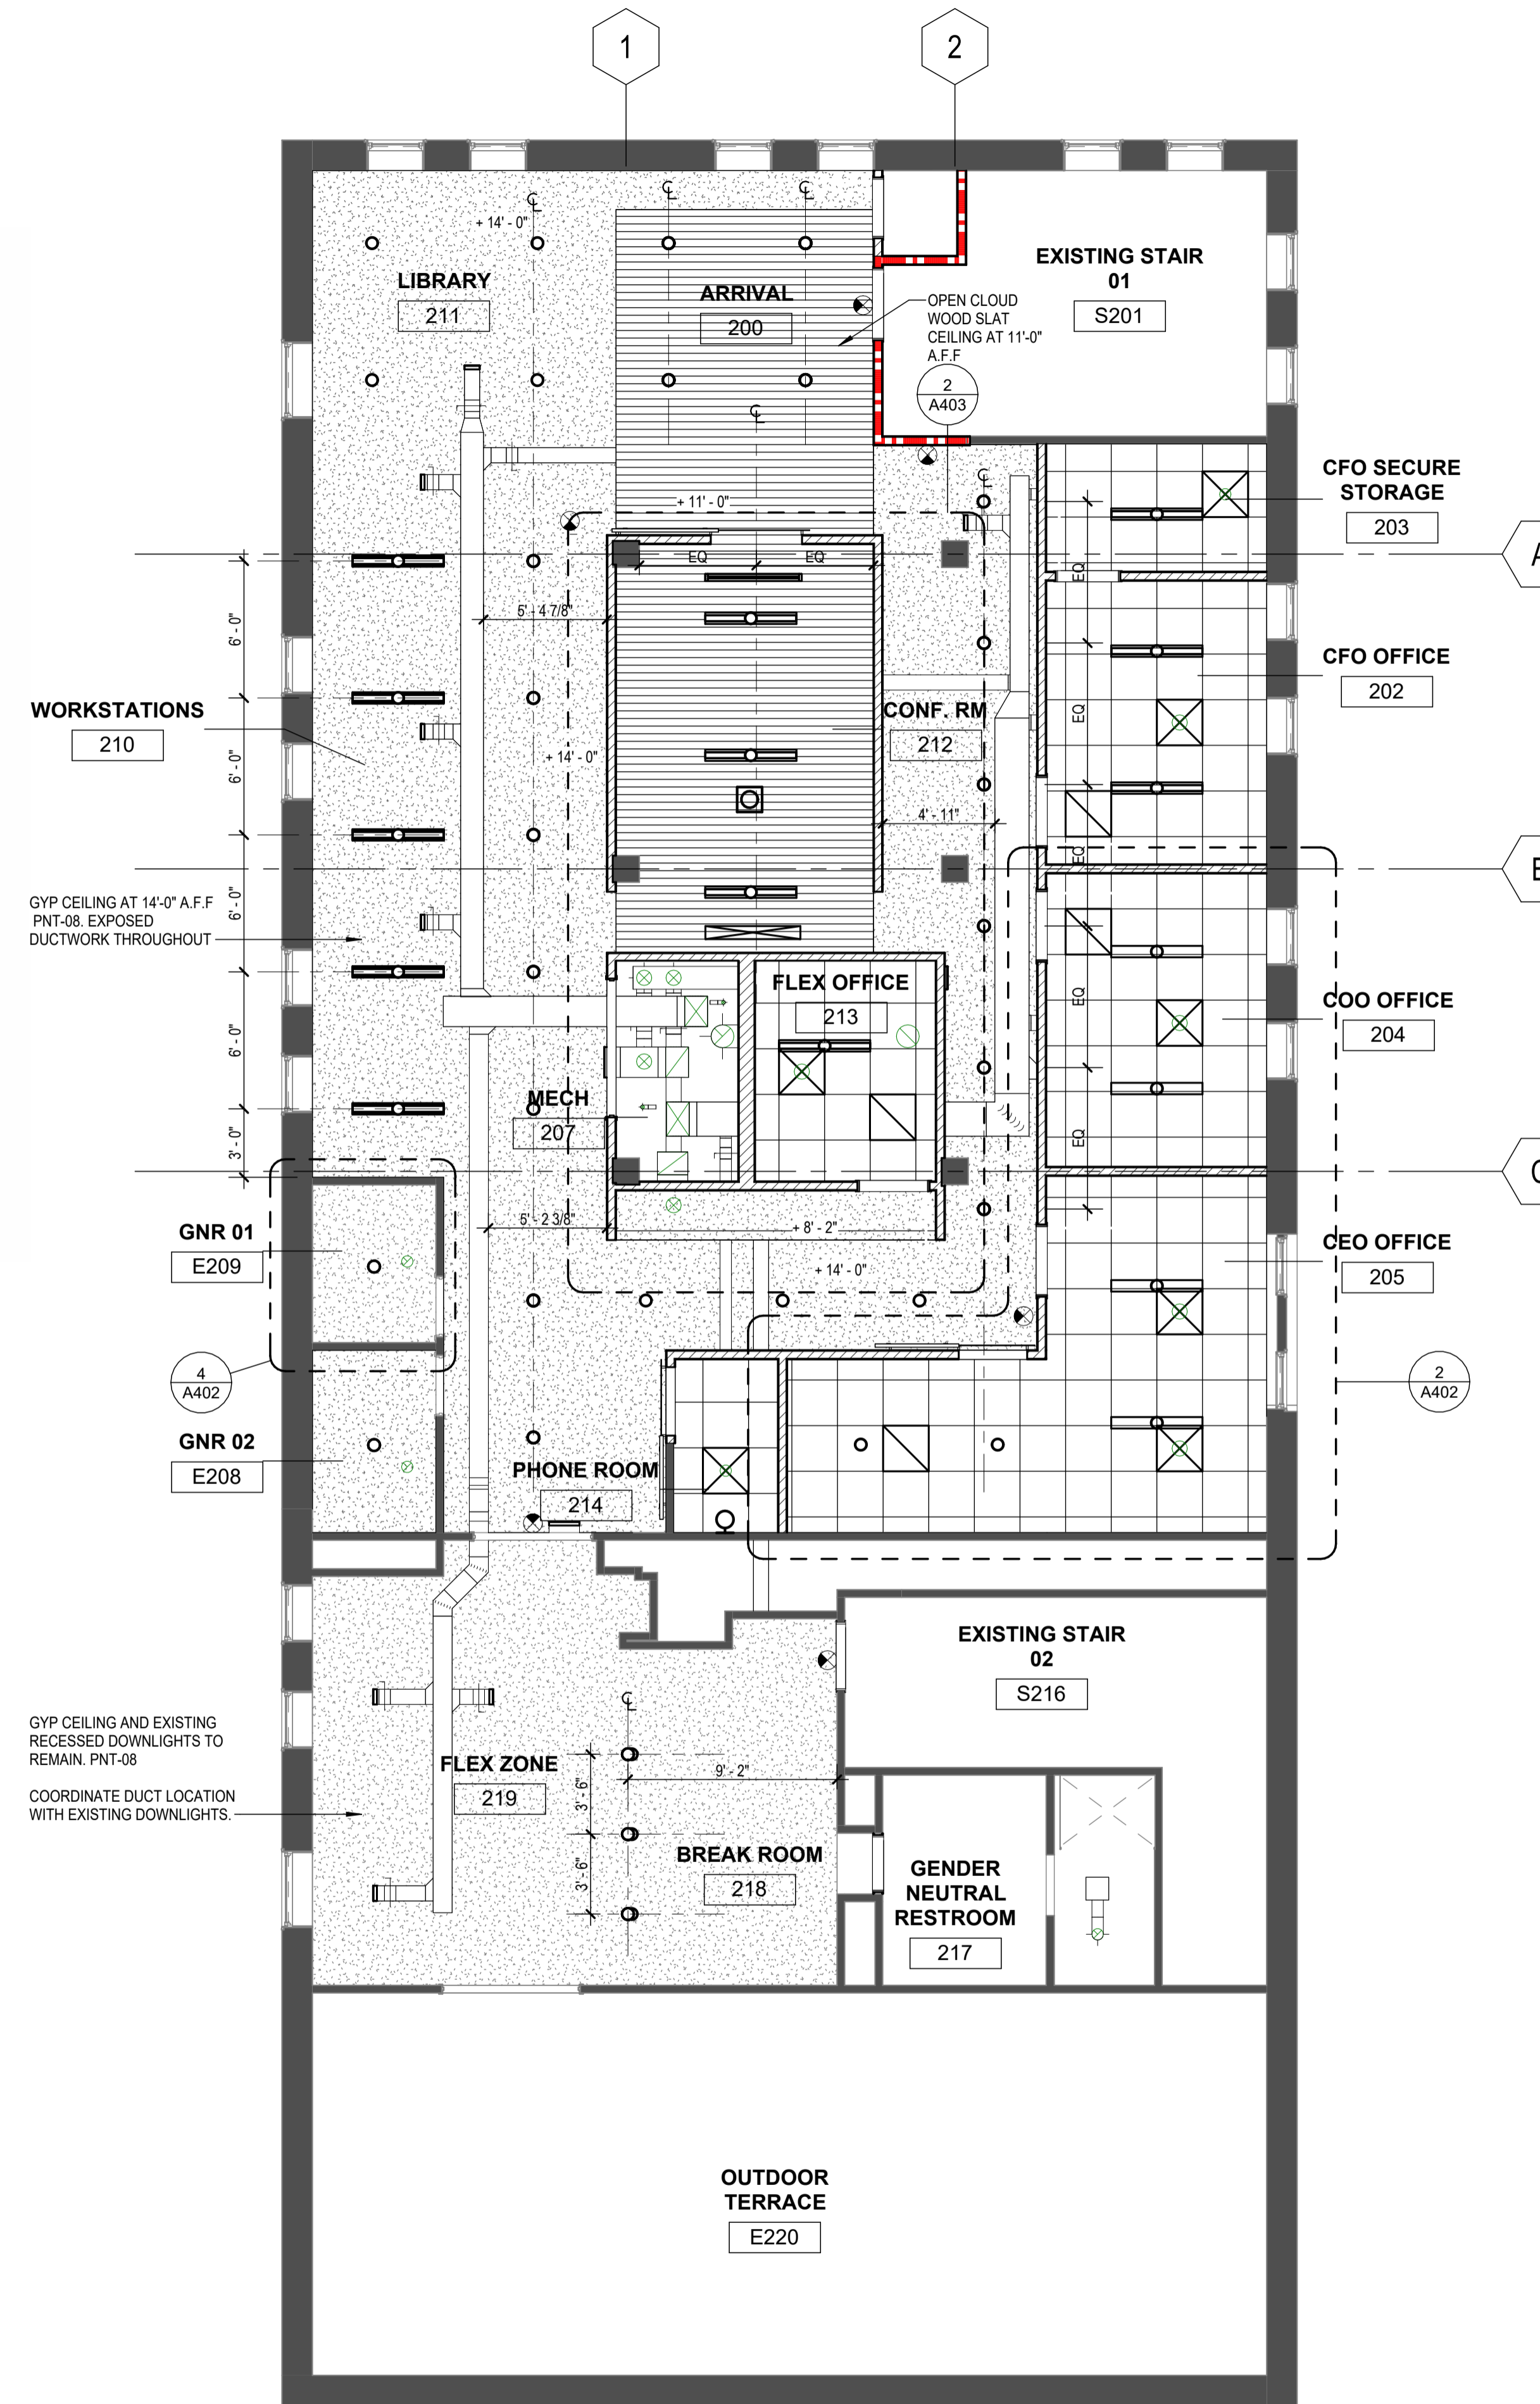 1
2
+ 14' - 0"
LIBRARY
211
ARRIVAL
200
EXISTING STAIR
01
S201
OPEN CLOUD
WOOD SLAT
CEILING AT 11'-0"
A.F.F
2
A403
CFO SECURE
STORAGE
203
+ 11' - 0"
EQ
EQ
EQ
A
6' - 0"
5' - 4 7/8"
CFO OFFICE
202
WORKSTATIONS
210
CONF. RM
212
EQ
6' - 0"
+ 14' - 0"
4' - 11"
EQ
B
GYP CEILING AT 14'-0" A.F.F
PNT-08. EXPOSED
DUCTWORK THROUGHOUT
6' - 0"
FLEX OFFICE
213
EQ
COO OFFICE
204
6' - 0"
MECH
207
EQ
3' - 0"
C
GNR 01
E209
5' - 2 3/8"
+ 8' - 2"
+ 14' - 0"
CEO OFFICE
205
4
A402
2
A402
GNR 02
E208
PHONE ROOM
214
EXISTING STAIR
02
S216
GYP CEILING AND EXISTING
RECESSED DOWNLIGHTS TO
REMAIN. PNT-08
COORDINATE DUCT LOCATION
WITH EXISTING DOWNLIGHTS.
FLEX ZONE
219
3' - 6"
9' - 2"
3' - 6"
BREAK ROOM
218
GENDER
NEUTRAL
RESTROOM
217
OUTDOOR
TERRACE
E220